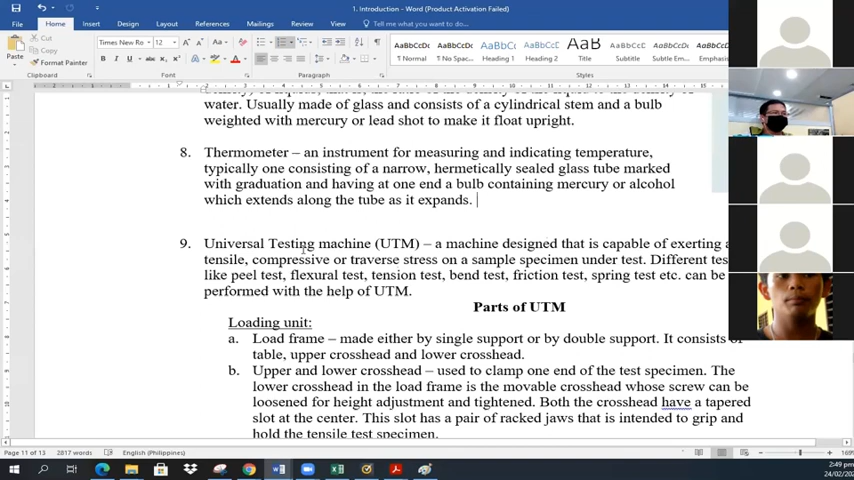 1. Introduction - Word (Product Activation Failed)
File Home Insert Design Layout References Mailings Review View Tell me what you want to do...
Cut
Copy
Paste Format Painter
Times New Ro 12
AaBbCcDc AaBbCcDc AaBbCc AaBbCcD AaB AaBbCcD AaBbCcDc
¶ Normal ¶ No Spac... Heading 1 Heading 2 Title Subtitle Subtle Em...
Clipboard Font Paragraph Styles
water. Usually made of glass and consists of a cylindrical stem and a bulb
weighted with mercury or lead shot to make it float upright.
8. Thermometer – an instrument for measuring and indicating temperature,
typically one consisting of a narrow, hermetically sealed glass tube marked
with graduation and having at one end a bulb containing mercury or alcohol
which extends along the tube as it expands.
9. Universal Testing machine (UTM) – a machine designed that is capable of exerting a
tensile, compressive or traverse stress on a sample specimen under test. Different tes
like peel test, flexural test, tension test, bend test, friction test, spring test etc. can be
performed with the help of UTM.
Parts of UTM
Loading unit:
a. Load frame – made either by single support or by double support. It consists of
table, upper crosshead and lower crosshead.
b. Upper and lower crosshead – used to clamp one end of the test specimen. The
lower crosshead in the load frame is the movable crosshead whose screw can be
loosened for height adjustment and tightened. Both the crosshead have a tapered
slot at the center. This slot has a pair of racked jaws that is intended to grip and
hold the tensile test specimen.
Page 11 of 13 2817 words English (Philippines) 169%
2:49 pm
24/02/202